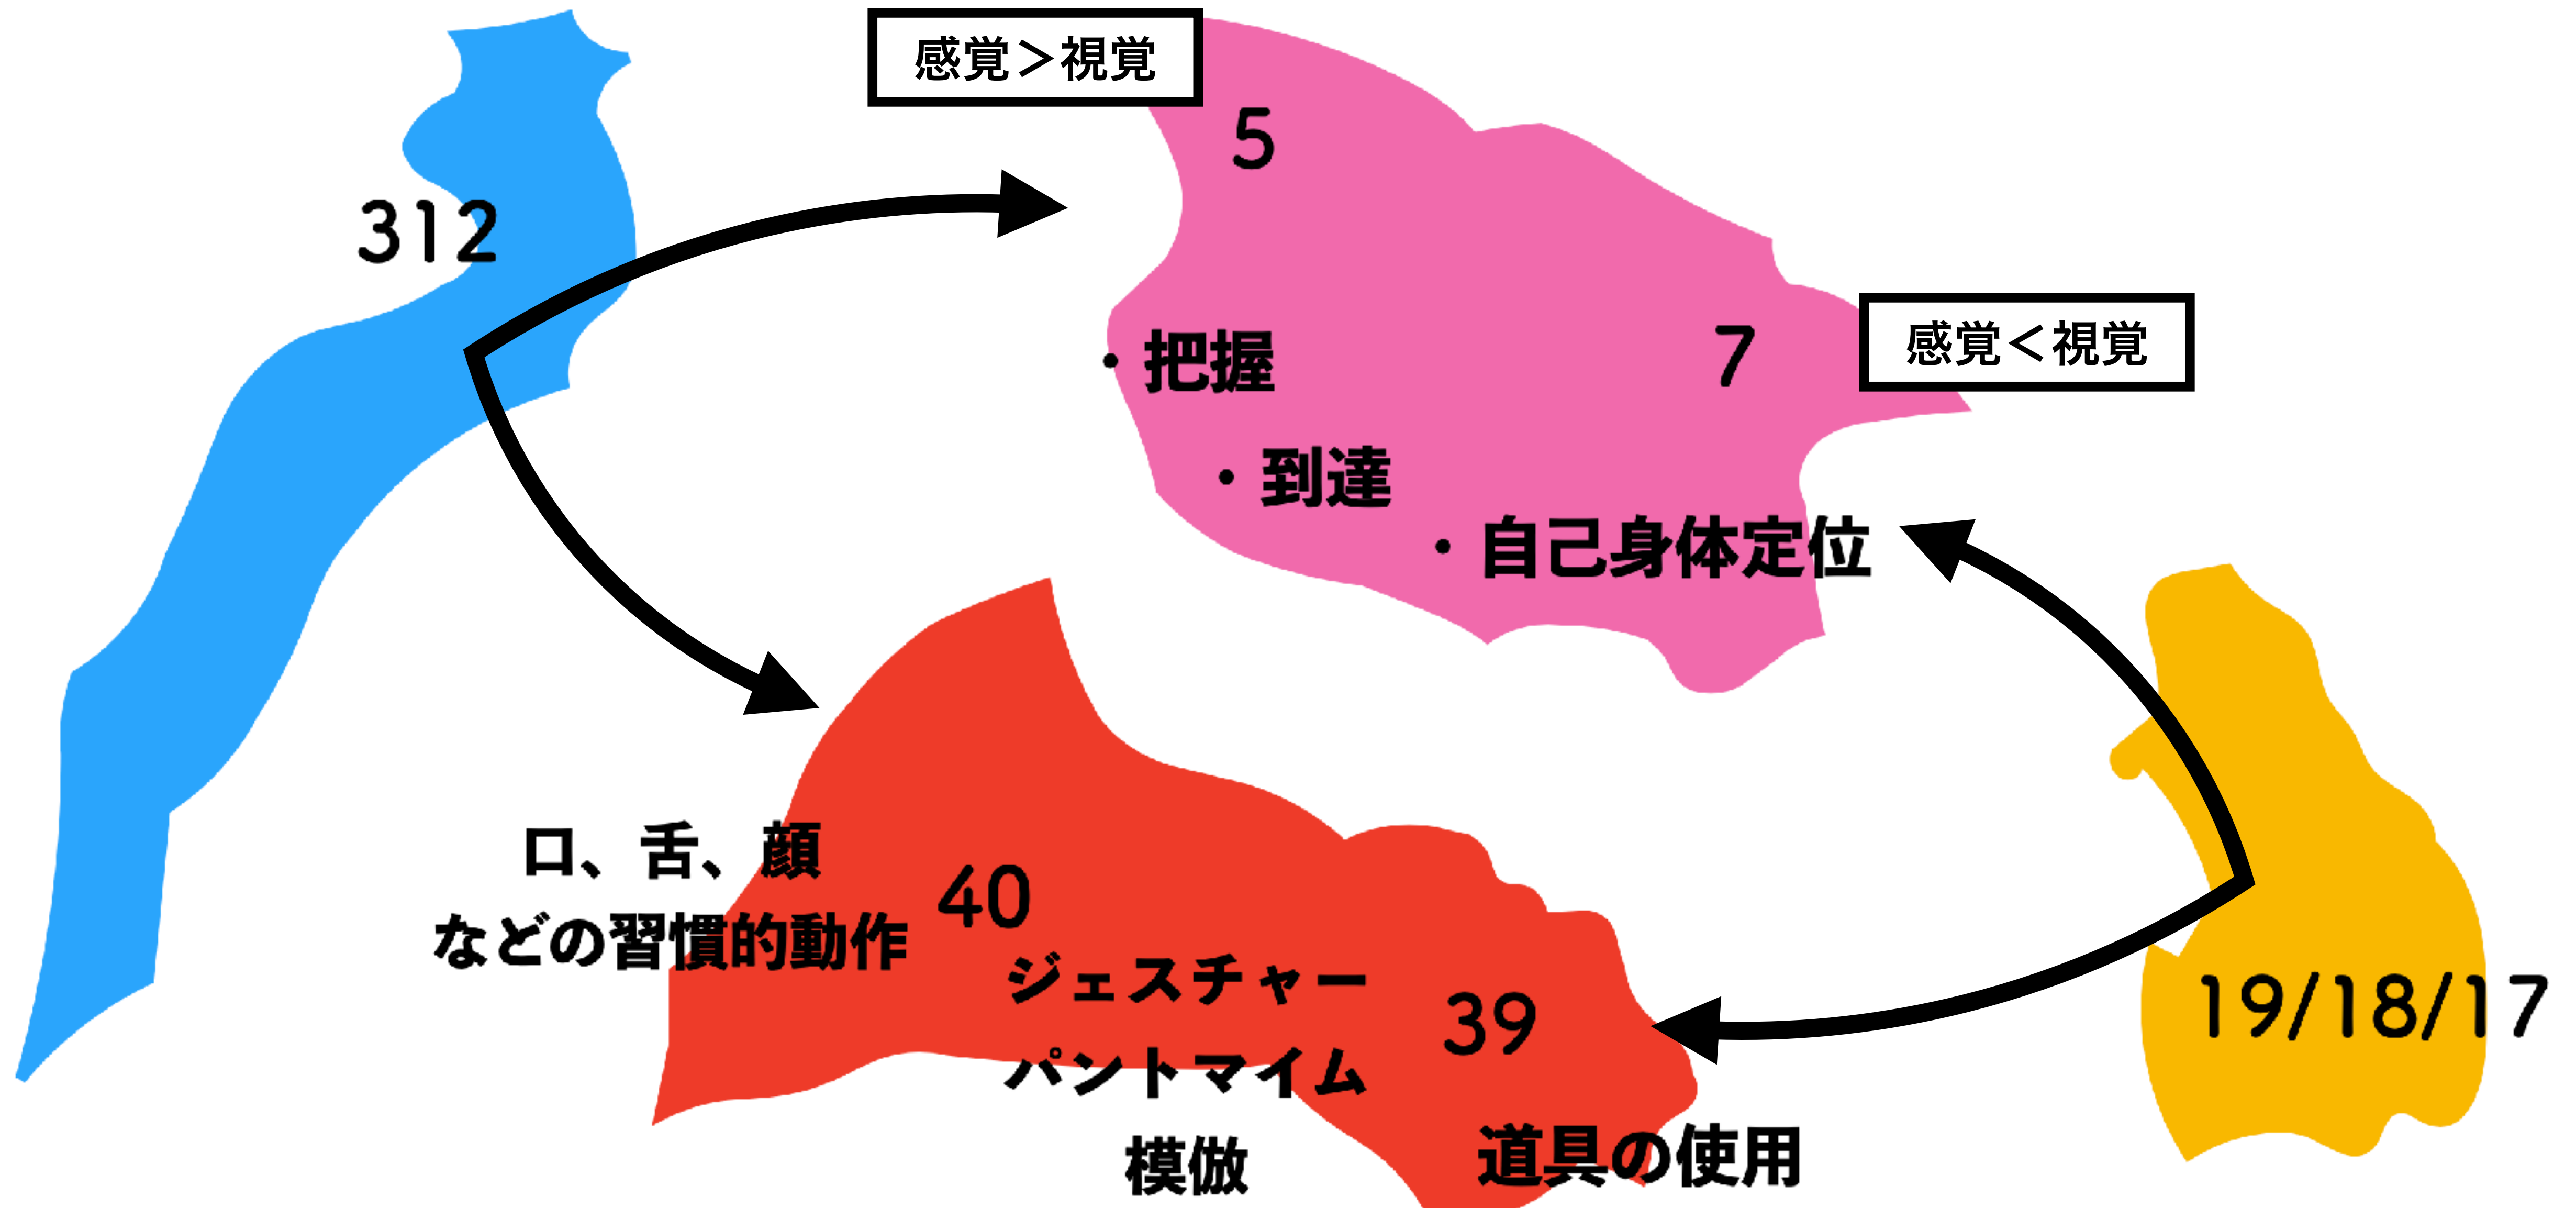 感覚＞視覚
5
312
7
感覚＜視覚
・把握
・到達
・自己身体定位
口、舌、顔
などの習慣的動作
40
ジェスチャー
パントマイム
模倣
39
道具の使用
19/18/17